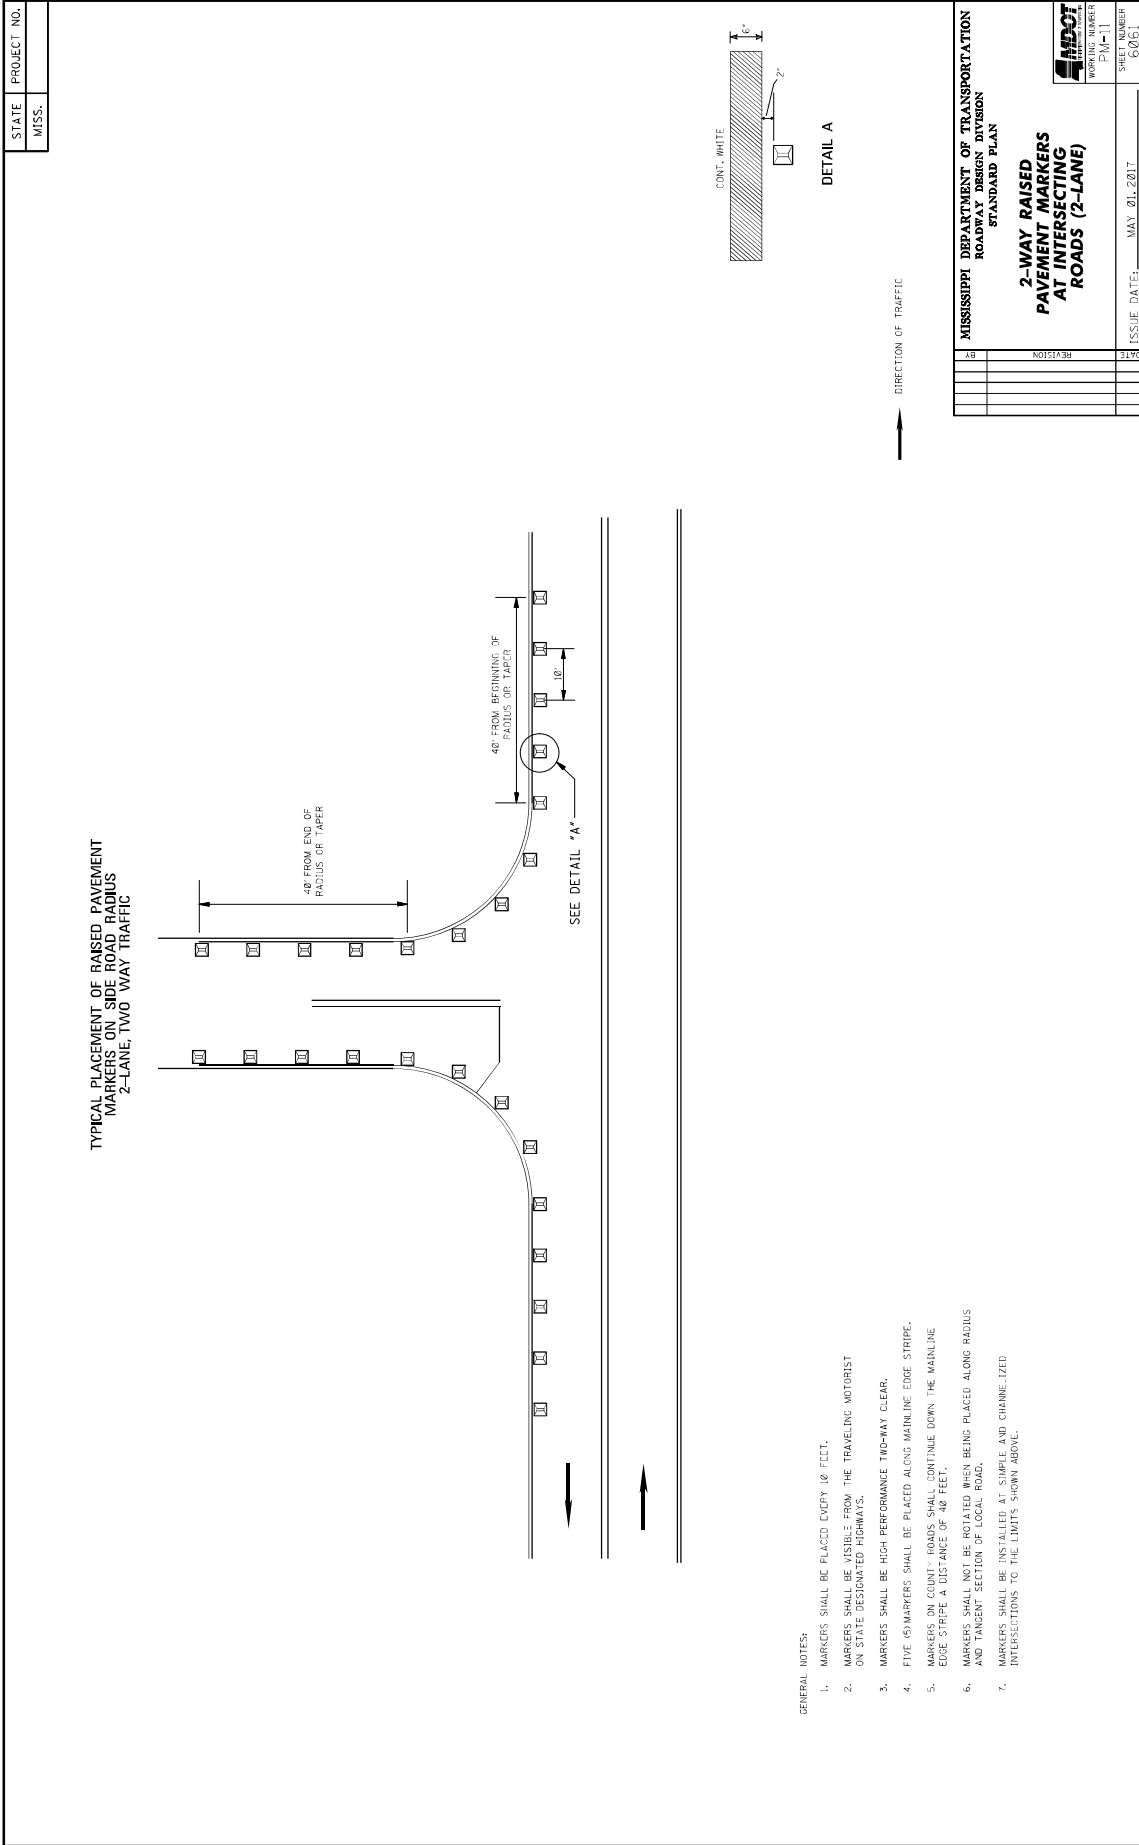 STATE PROJECT NO.
MISS.
TYPICAL PLACEMENT OF RAISED PAVEMENT
MARKERS ON SIDE ROAD RADIUS
2-LANE, TWO WAY TRAFFIC
40' FROM END OF
RADIUS OR TAPER
40' FROM BEGINNING OF
RADIUS OR TAPER
10'
SEE DETAIL "A"
CONT. WHITE
6"
2"
DETAIL A
DIRECTION OF TRAFFIC
GENERAL NOTES:
1. MARKERS SHALL BE PLACED EVERY 10 FEET.
2. MARKERS SHALL BE VISIBLE FROM THE TRAVELING MOTORIST
ON STATE DESIGNATED HIGHWAYS.
3. MARKERS SHALL BE HIGH PERFORMANCE TWO-WAY CLEAR.
4. FIVE (5) MARKERS SHALL BE PLACED ALONG MAINLINE EDGE STRIPE.
5. MARKERS ON COUNTY ROADS SHALL CONTINUE DOWN THE MAINLINE
EDGE STRIPE A DISTANCE OF 40 FEET.
6. MARKERS SHALL NOT BE ROTATED WHEN BEING PLACED ALONG RADIUS
AND TANGENT SECTION OF LOCAL ROAD.
7. MARKERS SHALL BE INSTALLED AT SIMPLE AND CHANNELIZED
INTERSECTIONS TO THE LIMITS SHOWN ABOVE.
BY
REVISION
DATE
MISSISSIPPI DEPARTMENT OF TRANSPORTATION
ROADWAY DESIGN DIVISION
STANDARD PLAN
2-WAY RAISED
PAVEMENT MARKERS
AT INTERSECTING
ROADS (2-LANE)
ISSUE DATE: MAY 01, 2017
MDOT
WORKING NUMBER
PM-11
SHEET NUMBER
6061